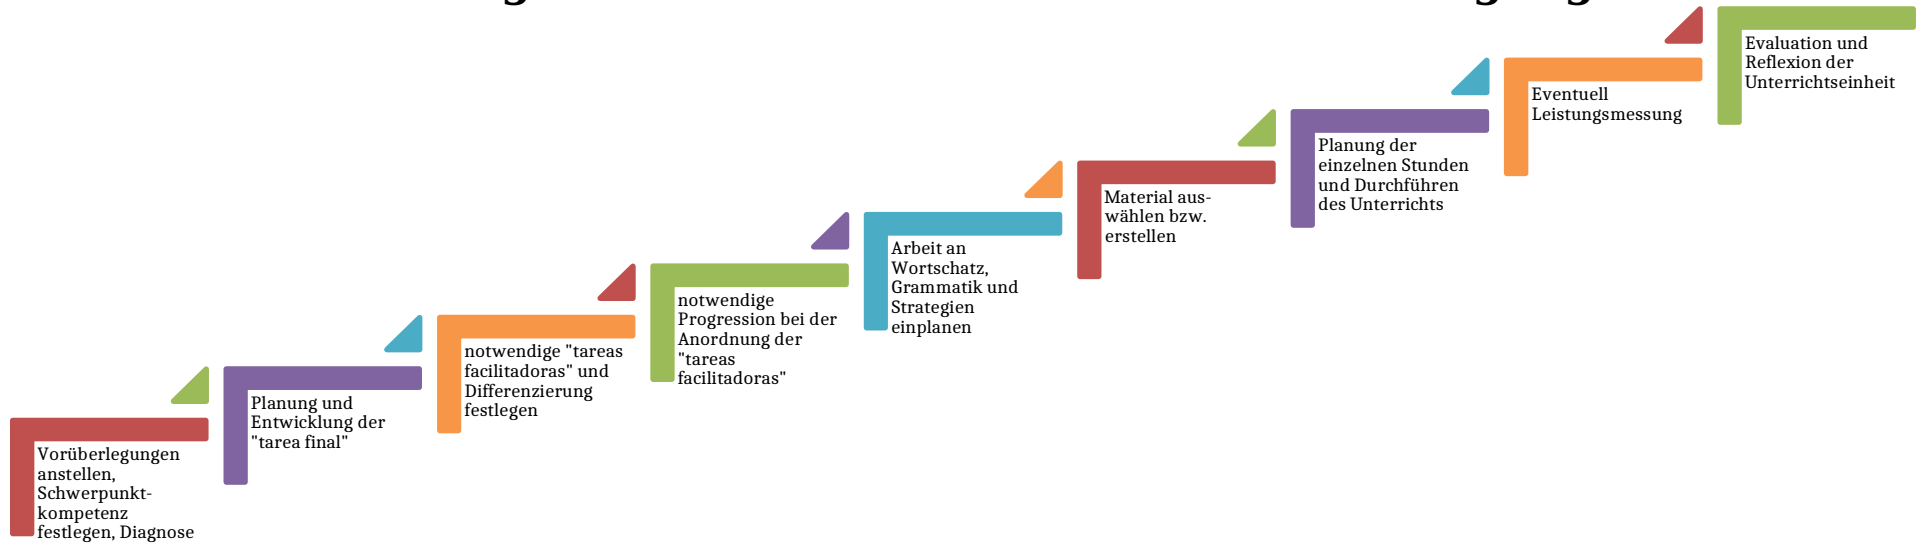 Vorüberlegungen
anstellen,
Schwerpunkt-
kompetenz
festlegen, Diagnose
Planung und
Entwicklung der
"tarea final"
notwendige "tareas
facilitadoras" und
Differenzierung
festlegen
notwendige
Progression bei der
Anordnung der
"tareas
facilitadoras"
Arbeit an
Wortschatz,
Grammatik und
Strategien
einplanen
Material aus-
wählen bzw.
erstellen
Planung der
einzelnen Stunden
und Durchführen
des Unterrichts
Eventuell
Leistungsmessung
Evaluation und
Reflexion der
Unterrichtseinheit